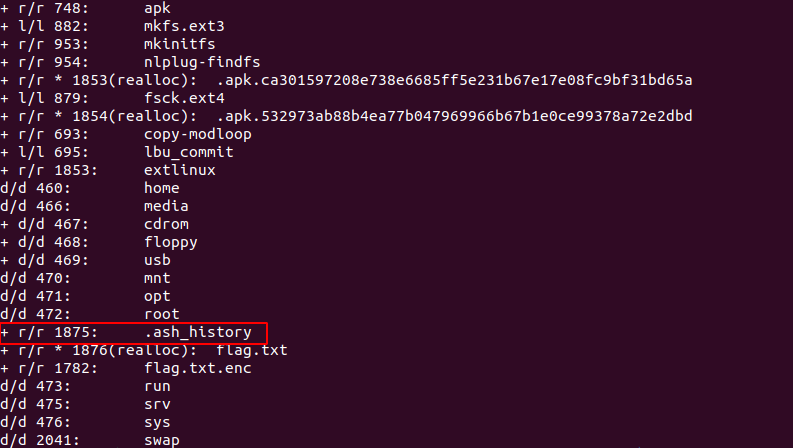 + r/r 748:     apk
+ l/l 882:     mkfs.ext3
+ r/r 953:     mkinitfs
+ r/r 954:     nlplug-findfs
+ r/r * 1853(realloc):  .apk.ca301597208e738e6685ff5e231b67e17e08fc9bf31bd65a
+ l/l 879:     fsck.ext4
+ r/r * 1854(realloc):  .apk.532973ab88b4ea77b047969966b67b1e0ce99378a72e2dbd
+ r/r 693:     copy-modloop
+ l/l 695:     lbu_commit
+ r/r 1853:    extlinux
d/d 460:       home
d/d 466:       media
+ d/d 467:     cdrom
+ d/d 468:     floppy
+ d/d 469:     usb
d/d 470:       mnt
d/d 471:       opt
d/d 472:       root
+ r/r 1875:    .ash_history
+ r/r * 1876(realloc):  flag.txt
+ r/r 1782:    flag.txt.enc
d/d 473:       run
d/d 475:       srv
d/d 476:       sys
d/d 2041:      swap